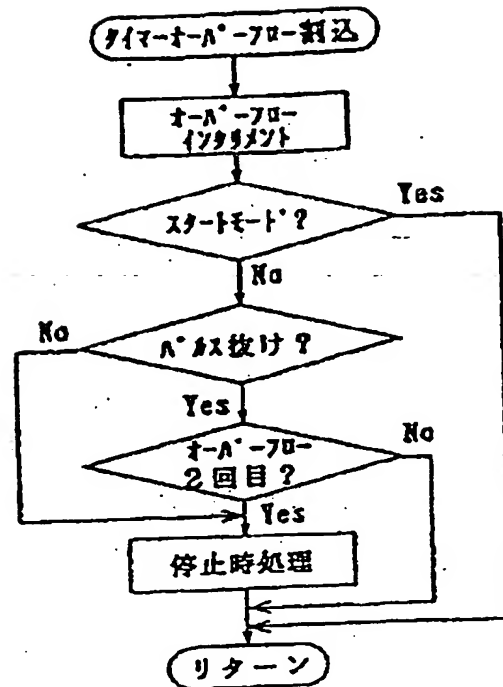 タイマーオーバーフロー割込
オーバーフロー
インクリメント
スタートモード?
Yes
No
パルス抜け?
No
Yes
オーバーフロー
2回目?
No
Yes
停止時処理
リターン